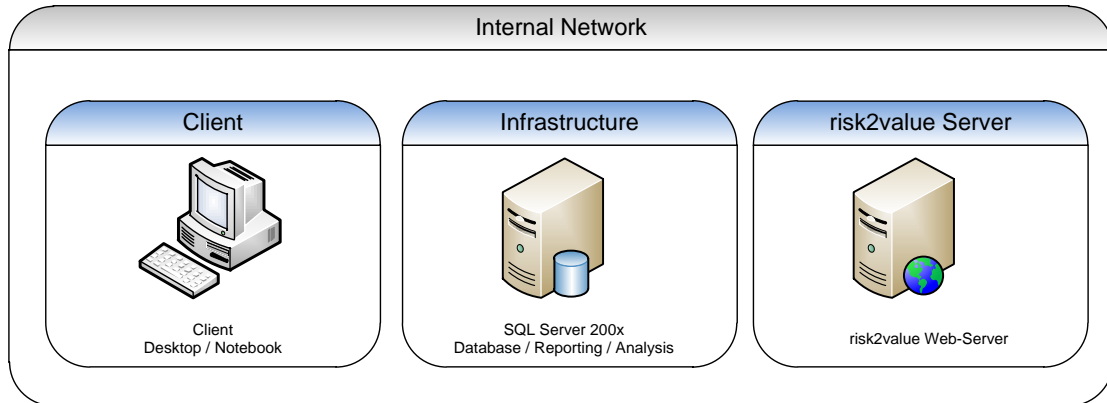 Internal Network
Client
Infrastructure
risk2value Server
Client
Desktop / Notebook
SQL Server 200x
Database / Reporting / Analysis
risk2value Web-Server